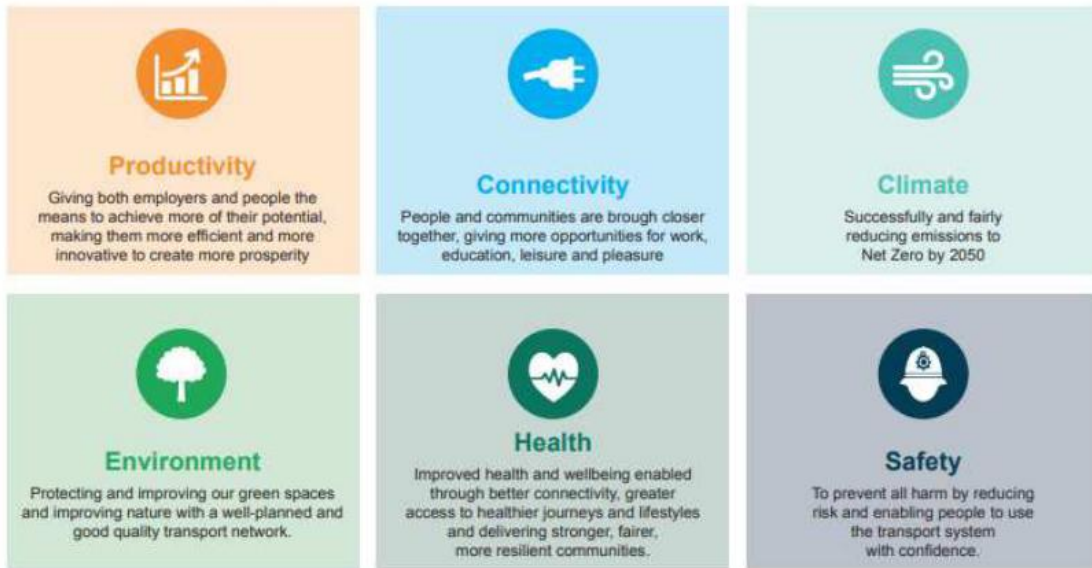 Productivity
Giving both employers and people the
means to achieve more of their potential,
making them more efficient and more
innovative to create more prosperity
Connectivity
People and communities are brough closer
together, giving more opportunities for work,
education, leisure and pleasure
Climate
Successfully and fairly
reducing emissions to
Net Zero by 2050
Environment
Protecting and improving our green spaces
and improving nature with a well-planned and
good quality transport network.
Health
Improved health and wellbeing enabled
through better connectivity, greater
access to healthier journeys and lifestyles
and delivering stronger, fairer,
more resilient communities.
Safety
To prevent all harm by reducing
risk and enabling people to use
the transport system
with confidence.